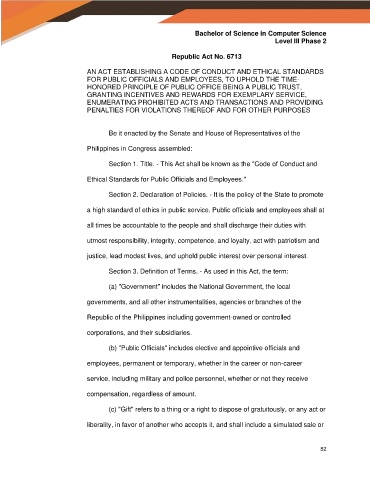 Bachelor of Science in Computer Science
Level III Phase 2
Republic Act No. 6713
AN ACT ESTABLISHING A CODE OF CONDUCT AND ETHICAL STANDARDS
FOR PUBLIC OFFICIALS AND EMPLOYEES, TO UPHOLD THE TIME-
HONORED PRINCIPLE OF PUBLIC OFFICE BEING A PUBLIC TRUST,
GRANTING INCENTIVES AND REWARDS FOR EXEMPLARY SERVICE,
ENUMERATING PROHIBITED ACTS AND TRANSACTIONS AND PROVIDING
PENALTIES FOR VIOLATIONS THEREOF AND FOR OTHER PURPOSES
Be it enacted by the Senate and House of Representatives of the
Philippines in Congress assembled:
Section 1. Title. - This Act shall be known as the "Code of Conduct and
Ethical Standards for Public Officials and Employees."
Section 2. Declaration of Policies. - It is the policy of the State to promote
a high standard of ethics in public service. Public officials and employees shall at
all times be accountable to the people and shall discharge their duties with
utmost responsibility, integrity, competence, and loyalty, act with patriotism and
justice, lead modest lives, and uphold public interest over personal interest.
Section 3. Definition of Terms. - As used in this Act, the term:
(a) "Government" includes the National Government, the local
governments, and all other instrumentalities, agencies or branches of the
Republic of the Philippines including government-owned or controlled
corporations, and their subsidiaries.
(b) "Public Officials" includes elective and appointive officials and
employees, permanent or temporary, whether in the career or non-career
service, including military and police personnel, whether or not they receive
compensation, regardless of amount.
(c) "Gift" refers to a thing or a right to dispose of gratuitously, or any act or
liberality, in favor of another who accepts it, and shall include a simulated sale or
52